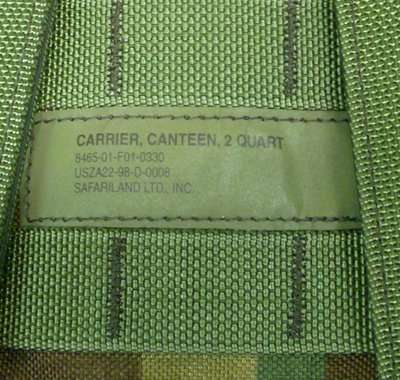 CARRIER, CANTEEN, 2 QUART
8465-01-F01-0330
USZA22-98-D-0008
SAFARILAND LTD., INC.